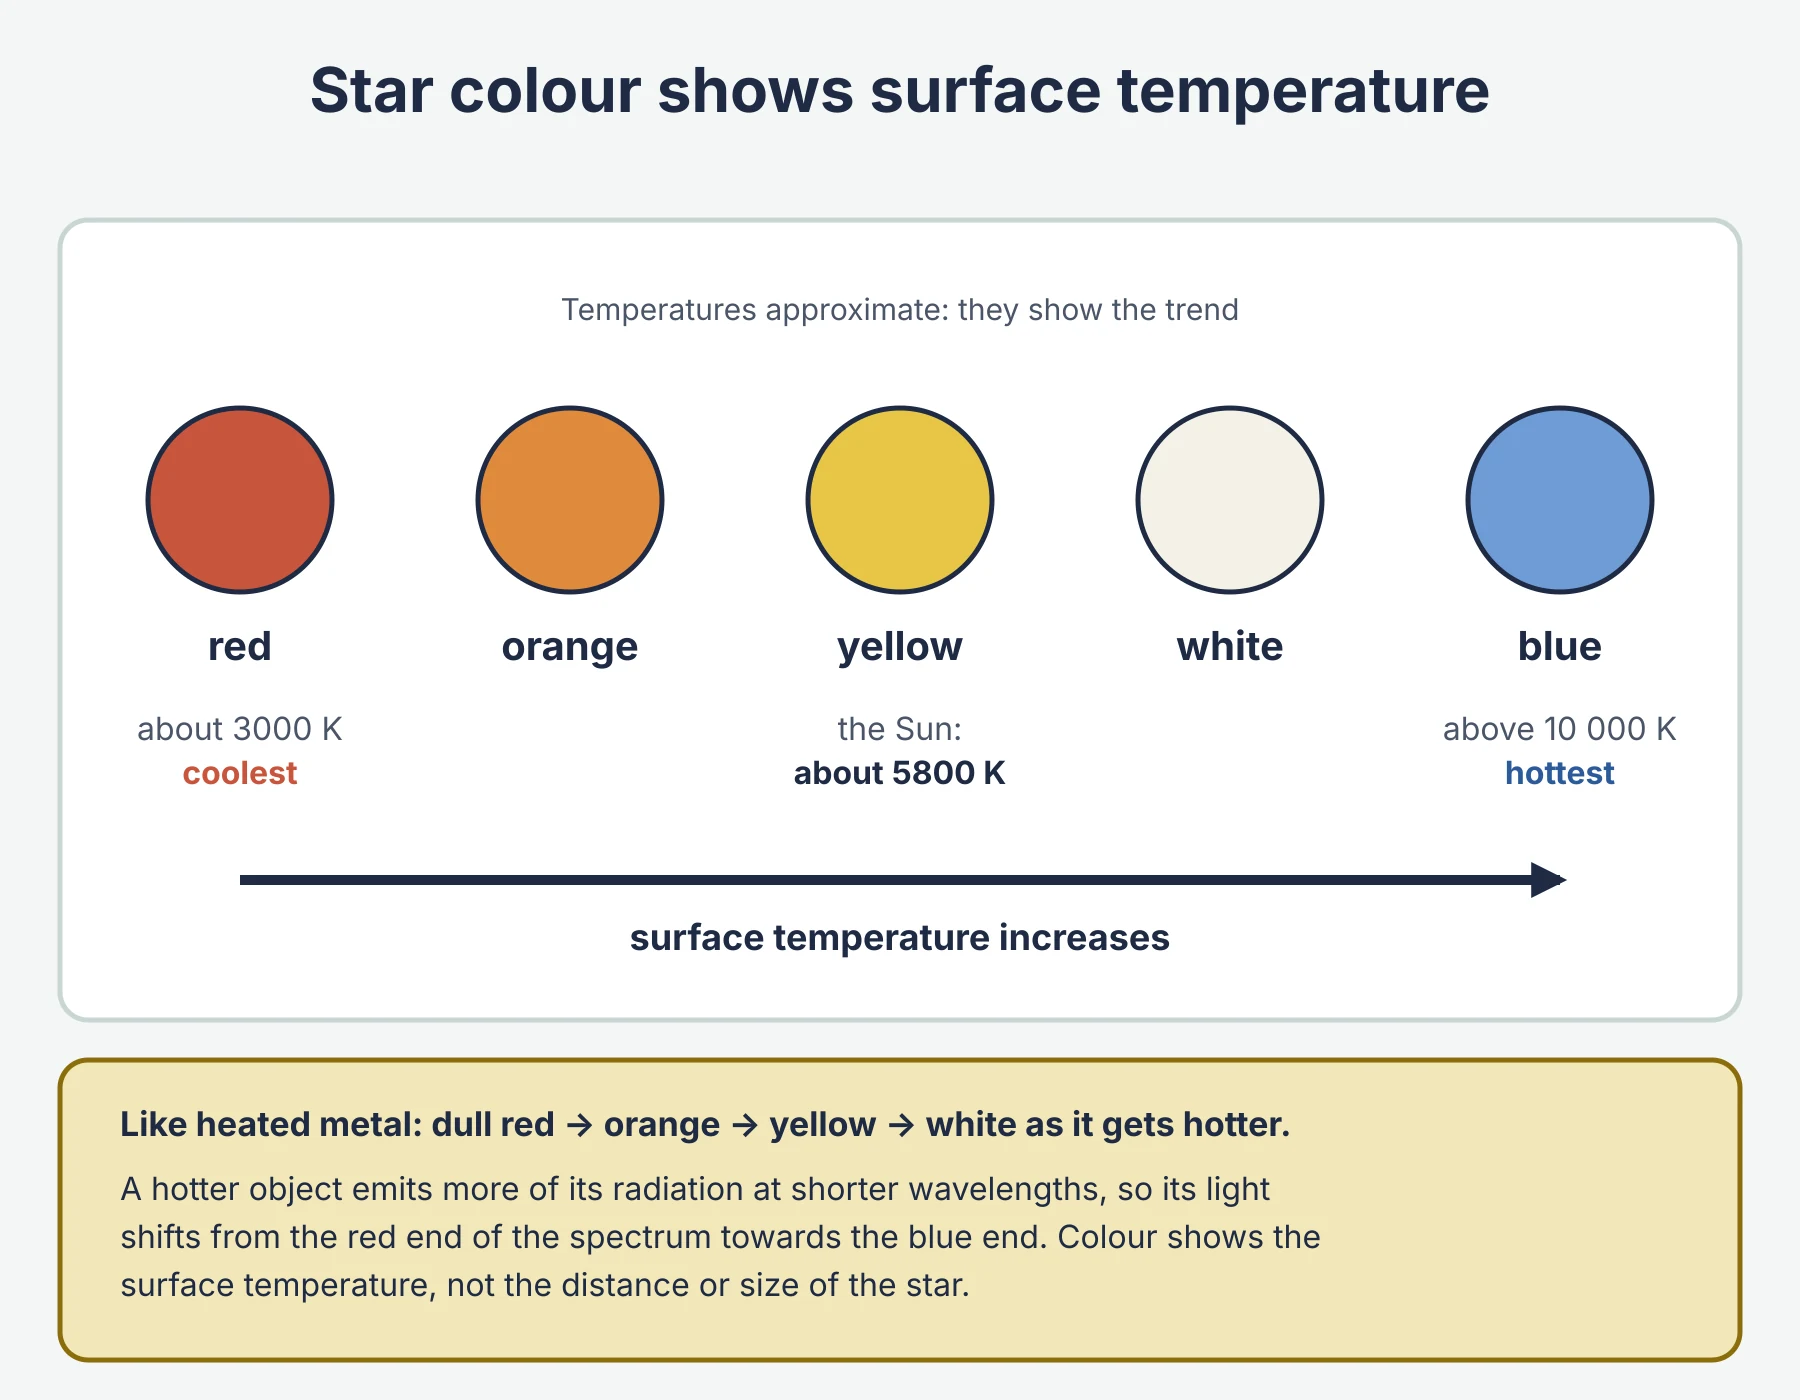 Star colour shows surface temperature
Temperatures approximate: they show the trend
red
orange
yellow
white
blue
about 3000 K
coolest
the Sun:
about 5800 K
above 10 000 K
hottest
surface temperature increases
Like heated metal: dull red → orange → yellow → white as it gets hotter.
A hotter object emits more of its radiation at shorter wavelengths, so its light
shifts from the red end of the spectrum towards the blue end. Colour shows the
surface temperature, not the distance or size of the star.